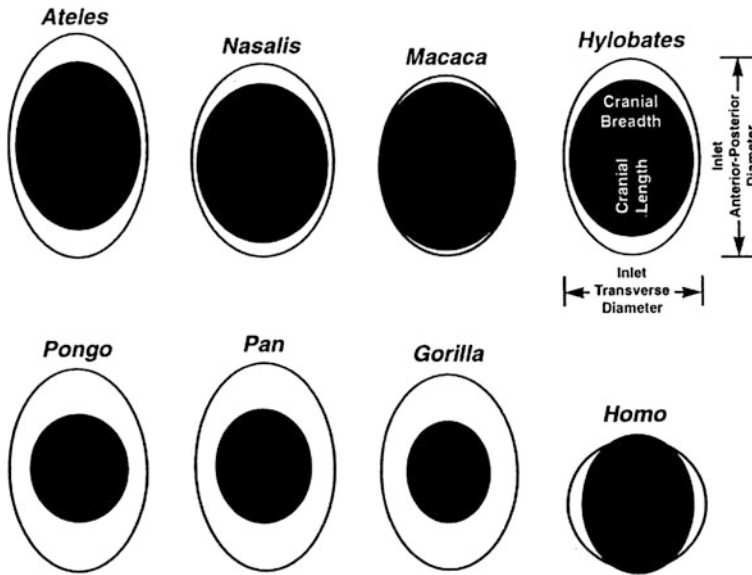 Ateles
Nasalis
Macaca
Hylobates
Cranial
Breadth
Cranial
Length
Inlet
Anterior-Posterior
Diameter
Inlet
Transverse
Diameter
Pongo
Pan
Gorilla
Homo